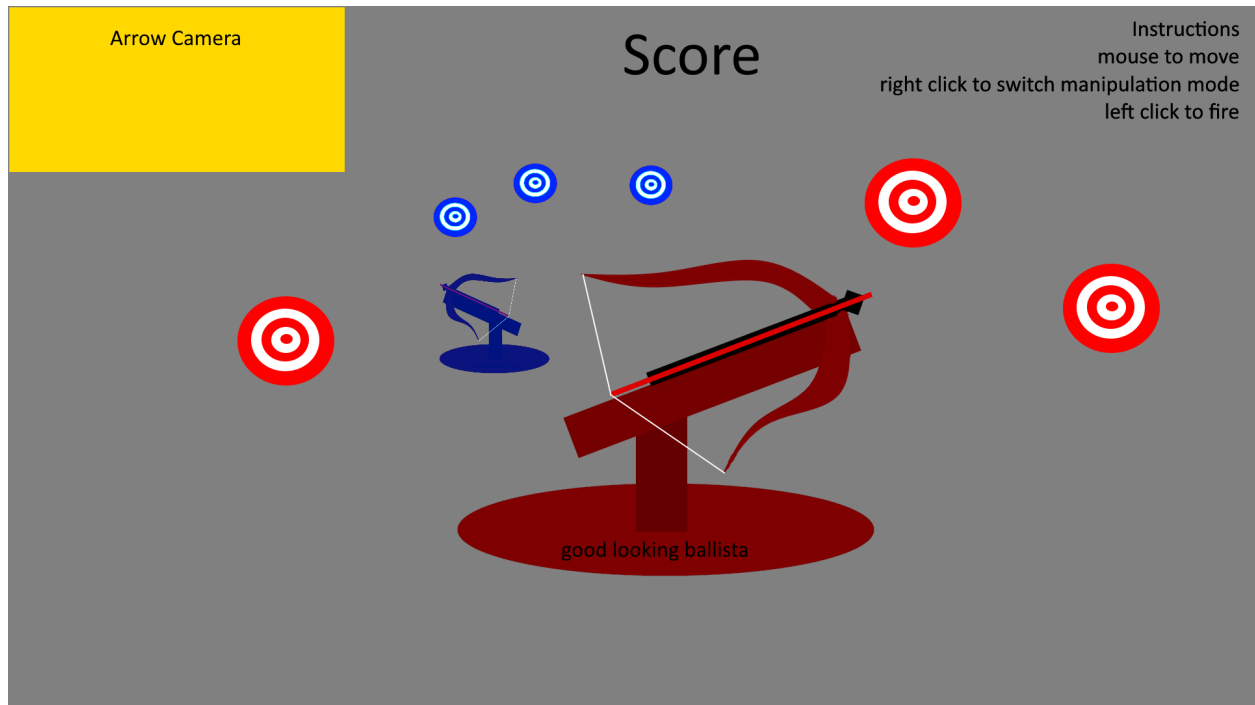 Arrow Camera
Score
Instructions
mouse to move
right click to switch manipulation mode
left click to fire
good looking ballista